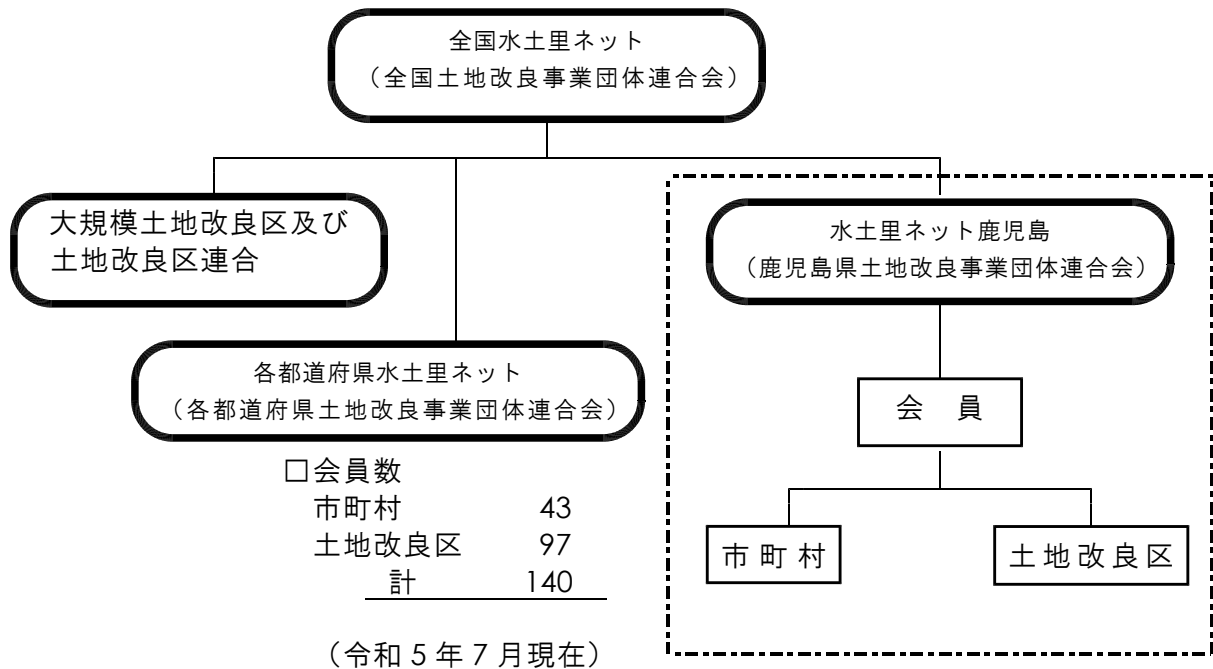 全国水土里ネット
（全国土地改良事業団体連合会）
大規模土地改良区及び
土地改良区連合
水土里ネット鹿児島
（鹿児島県土地改良事業団体連合会）
各都道府県水土里ネット
（各都道府県土地改良事業団体連合会）
会　員
□会員数
市町村 43
土地改良区 97
計 140
市町村
土地改良区
（令和5年7月現在）